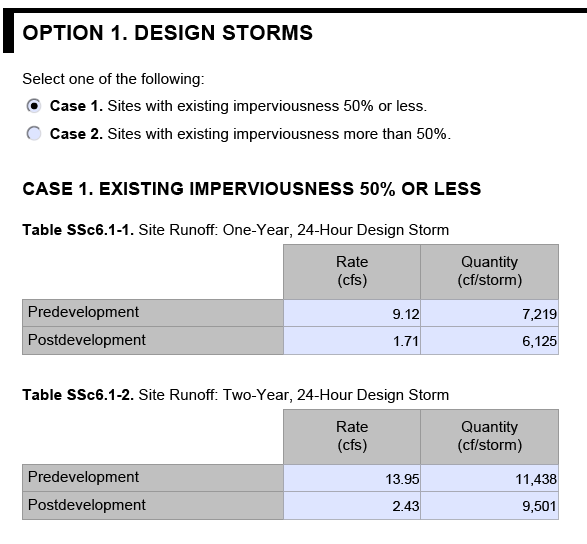 OPTION 1. DESIGN STORMS
Select one of the following:
Case 1. Sites with existing imperviousness 50% or less.
Case 2. Sites with existing imperviousness more than 50%.
CASE 1. EXISTING IMPERVIOUSNESS 50% OR LESS
Table SSc6.1-1. Site Runoff: One-Year, 24-Hour Design Storm
Rate Quantity
(cfs) (cf/storm)
Predevelopment 9.12 7,219
Postdevelopment 1.71 6,125
Table SSc6.1-2. Site Runoff: Two-Year, 24-Hour Design Storm
Rate Quantity
(cfs) (cf/storm)
Predevelopment 13.95 11,438
Postdevelopment 2.43 9,501